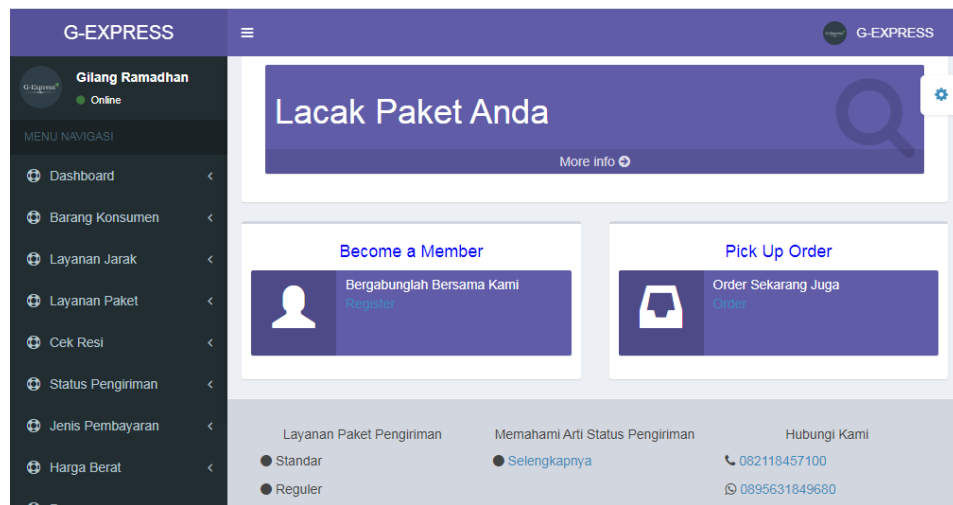 G-EXPRESS
G-EXPRESS
G-Express
Gilang Ramadhan
Online
MENU NAVIGASI
Dashboard
Barang Konsumen
Layanan Jarak
Layanan Paket
Cek Resi
Status Pengiriman
Jenis Pembayaran
Harga Berat
Lacak Paket Anda
More info
Become a Member
Bergabunglah Bersama Kami
Register
Pick Up Order
Order Sekarang Juga
Order
Layanan Paket Pengiriman
Standar
Reguler
Memahami Arti Status Pengiriman
Selengkapnya
Hubungi Kami
082118457100
0895631849680